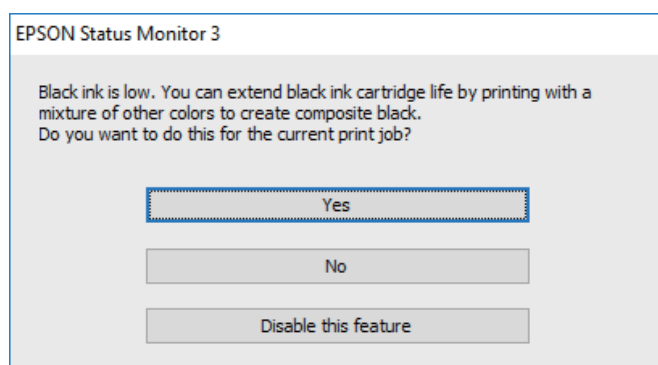 EPSON Status Monitor 3
Black ink is low. You can extend black ink cartridge life by printing with a
mixture of other colors to create composite black.
Do you want to do this for the current print job?
Yes
No
Disable this feature